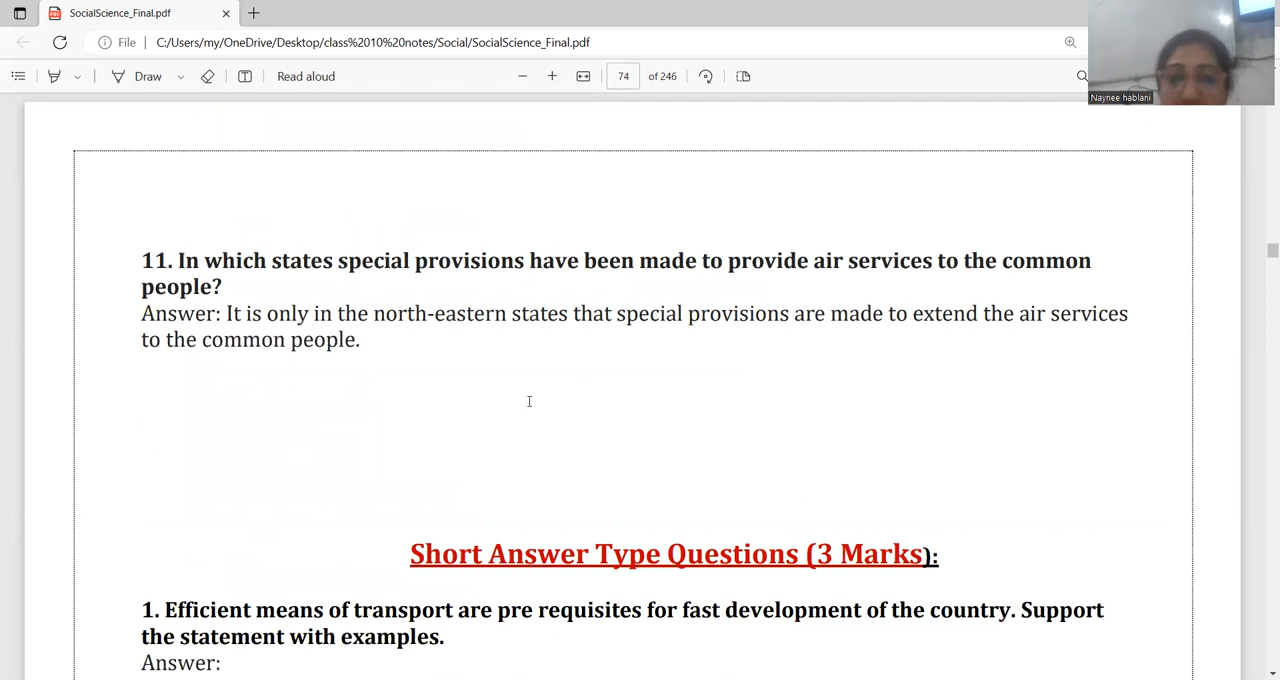 SocialScience_Final.pdf
File
C:/Users/my/OneDrive/Desktop/class%2010%20notes/Social/SocialScience_Final.pdf
Draw
Read aloud
74 of 246
Naynee hablani
11. In which states special provisions have been made to provide air services to the common
people?
Answer: It is only in the north-eastern states that special provisions are made to extend the air services
to the common people.
Short Answer Type Questions (3 Marks):
1. Efficient means of transport are pre requisites for fast development of the country. Support
the statement with examples.
Answer: